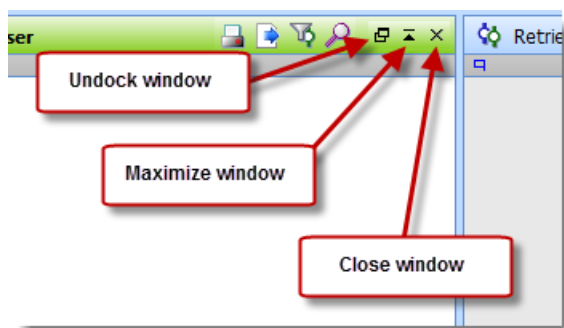 ser
Retrie
Undock window
Maximize window
Close window